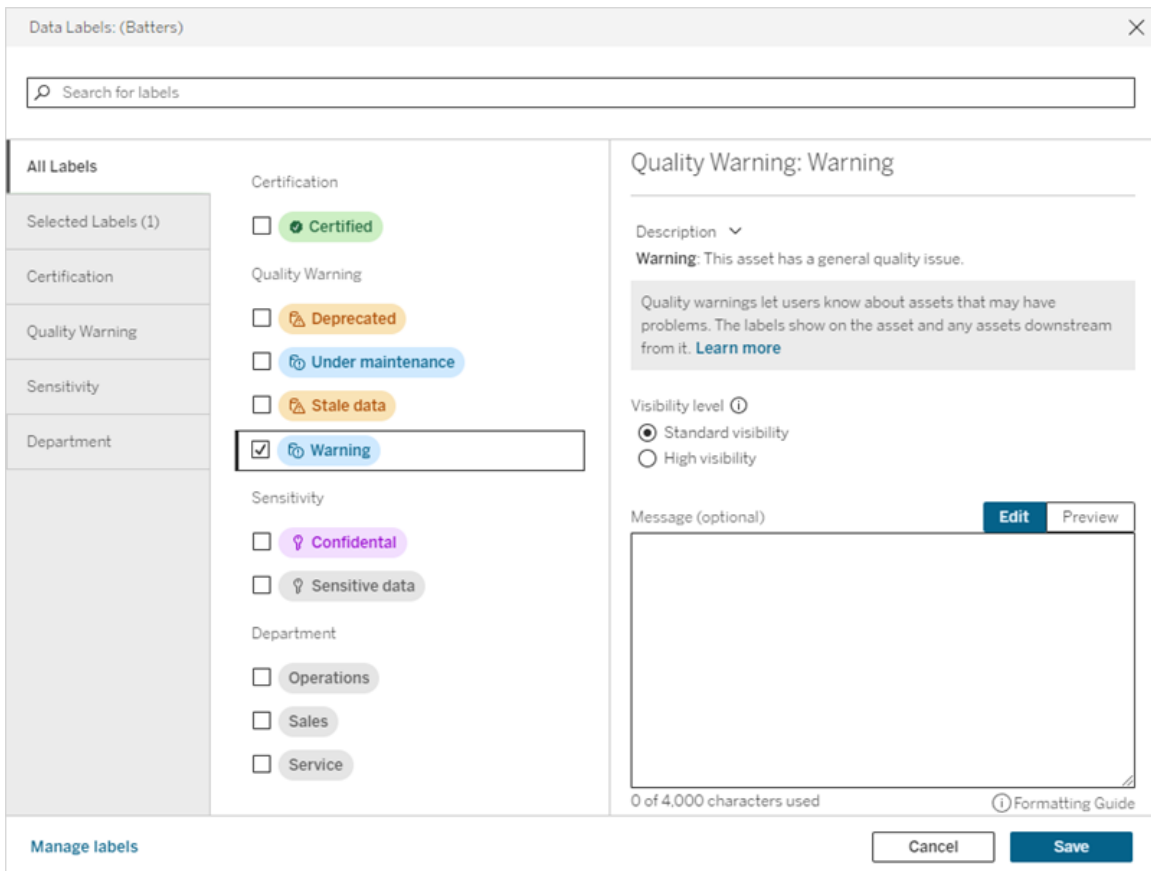 Data Labels: (Batters)
Search for labels
All Labels
Selected Labels (1)
Certification
Quality Warning
Sensitivity
Department
Certification
Certified
Quality Warning
Deprecated
Under maintenance
Stale data
Warning
Sensitivity
Confidental
Sensitive data
Department
Operations
Sales
Service
Quality Warning: Warning
Description
Warning: This asset has a general quality issue.
Quality warnings let users know about assets that may have
problems. The labels show on the asset and any assets downstream
from it. Learn more
Visibility level
Standard visibility
High visibility
Message (optional)
Edit
Preview
0 of 4,000 characters used
Formatting Guide
Manage labels
Cancel
Save